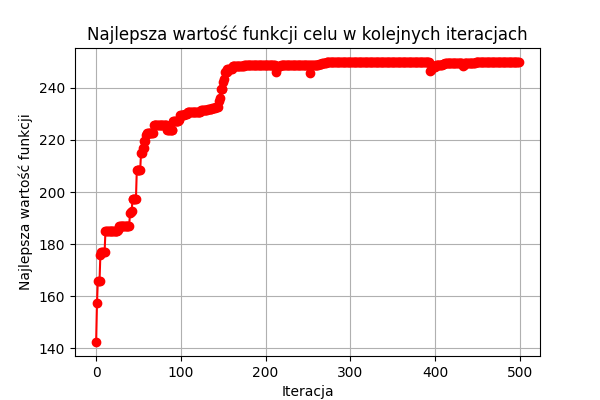 Najlepsza wartość funkcji celu w kolejnych iteracjach
Najlepsza wartość funkcji
240
220
200
180
160
140
0 100 200 300 400 500
Iteracja